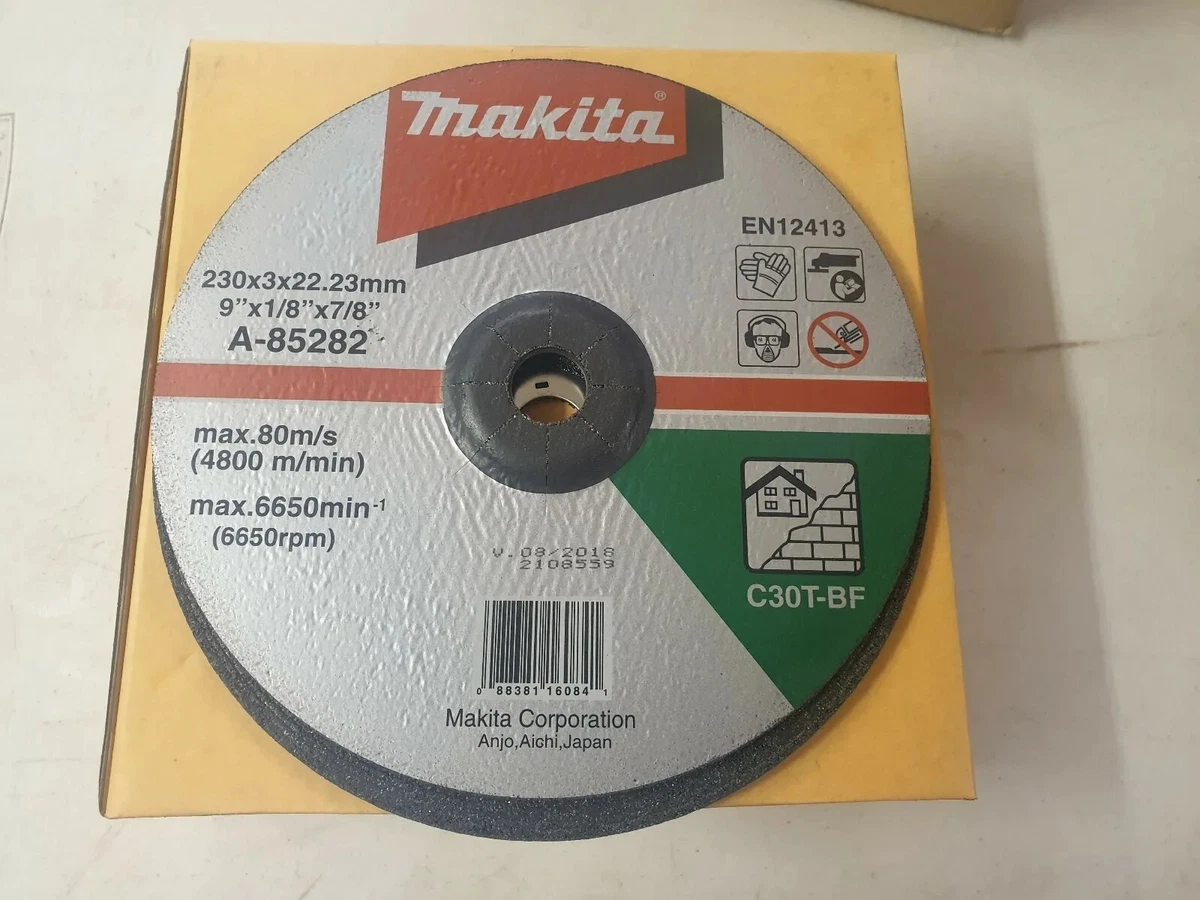 makita®
EN12413
230x3x22.23mm
9”x1/8”x7/8”
A-85282
max.80m/s
(4800 m/min)
max.6650min⁻¹
(6650rpm)
V.08/2018
2108559
C30T-BF
0 88381 16084 1
Makita Corporation
Anjo,Aichi,Japan